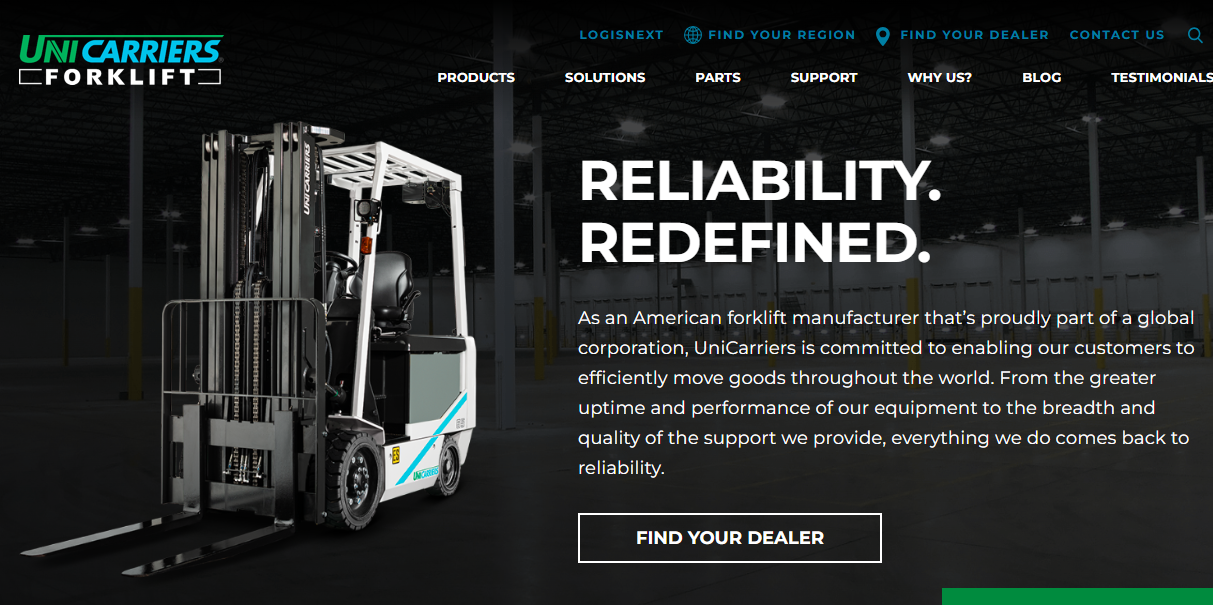 UNICARRIERS
FORKLIFT
LOGISNEXT FIND YOUR REGION FIND YOUR DEALER CONTACT US
PRODUCTS SOLUTIONS PARTS SUPPORT WHY US? BLOG TESTIMONIALS
RELIABILITY.
REDEFINED.
As an American forklift manufacturer that's proudly part of a global
corporation, UniCarriers is committed to enabling our customers to
efficiently move goods throughout the world. From the greater
uptime and performance of our equipment to the breadth and
quality of the support we provide, everything we do comes back to
reliability.
FIND YOUR DEALER
UNICARRIERS
UNICARRIERS